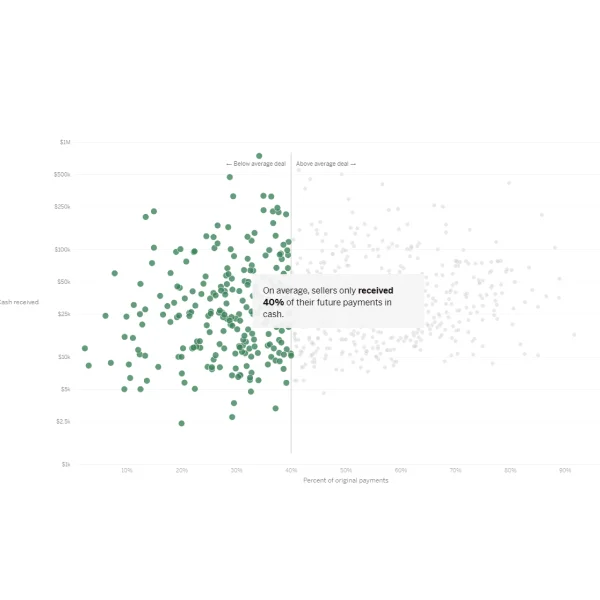 $1M
← Below average deal
Above average deal →
$500k
$250k
$100k
$50k
On average, sellers only received
40% of their future payments in
cash.
Cash received
$25k
$10k
$5k
$2.5k
$1k
10%
20%
30%
40%
50%
60%
70%
80%
90%
Percent of original payments